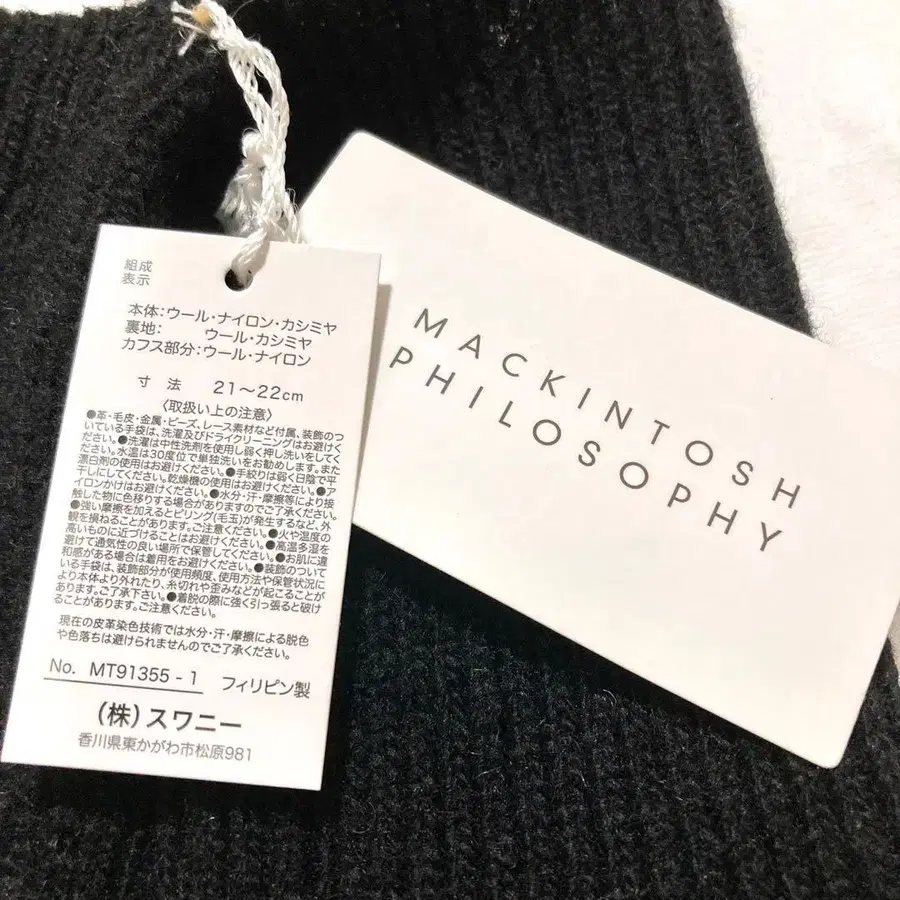 組成
表示
本体：ウール・ナイロン・カシミヤ
裏地：　　ウール・カシミヤ
カフス部分：ウール・ナイロン
寸　法　21～22cm
〈取扱い上の注意〉
●革・毛皮・金属・ビーズ、レース素材など付属、装飾のつ
いている手袋は、洗濯及びドライクリーニングはお避けく
ださい。●洗濯は中性洗剤を使用し弱く押し洗いをしてく
ださい。水温は30度位で単独洗いをお勧めします。また
漂白剤の使用はお避けください。●手絞りは弱く日陰で平
干しにしてください。乾燥機の使用はお避けください。●ア
イロンかけはお避けください。●水分・汗・摩擦等により接
触した物に色移りする場合がありますのでご了承ください。
●強い摩擦を加えるとピリング(毛玉)が発生するなど、外
観を損ねることがあります。ご注意ください。●火や温度の
高いものに近づけることはお避けください。●高温多湿を
避けて通気性の良い場所で保管してください。●お肌に違
和感がある場合は着用をお避けください。●装飾のついて
いる手袋は、装飾部分が使用頻度、使用方法や保管状況に
より本体より外れたり、糸切れや歪みなどが起こることが
あります。ご了承下さい。●着脱の際に強く引っ張ると破け
ることがあります。ご注意ください。
現在の皮革染色技術では水分・汗・摩擦による脱色
や色落ちは避けられませんのでご了承ください。
No. MT91355 - 1　フィリピン製
(株)スワニー
香川県東かがわ市松原981
MACKINTOSH
PHILOSOPHY